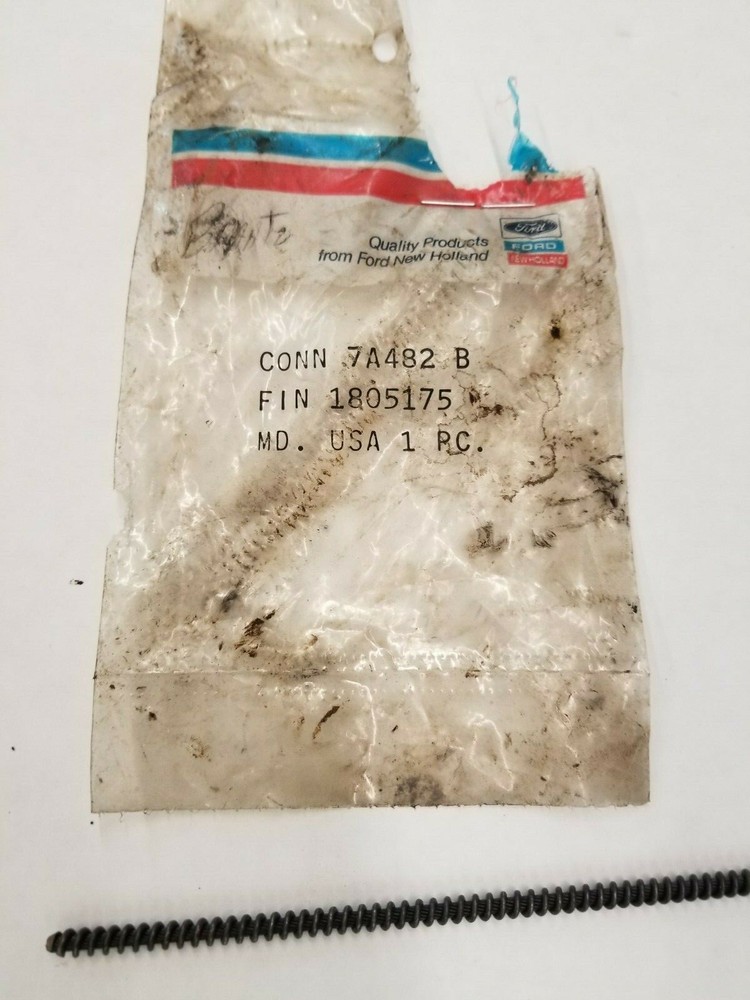 Quality Products
from Ford New Holland
Ford
FORD
NEW HOLLAND
CONN 7A482 B
FIN 1805175
MD. USA 1 PC.